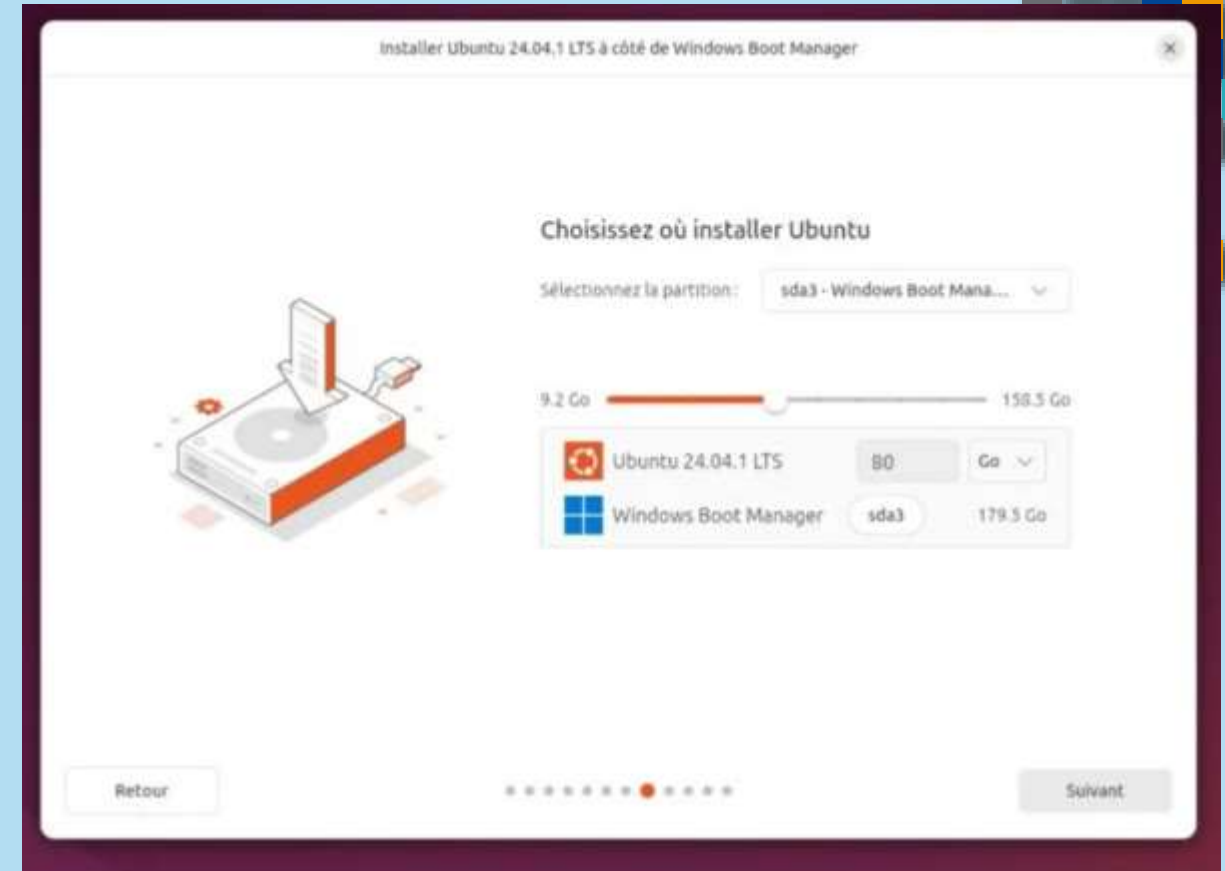 Installer Ubuntu 24.04.1 LTS à côté de Windows Boot Manager
Choisissez où installer Ubuntu
Sélectionnez la partition: sda3 - Windows Boot Mana...
9.2 Go 158.5 Go
Ubuntu 24.04.1 LTS 80 Go
Windows Boot Manager sda3 179.5 Go
Retour Suivant